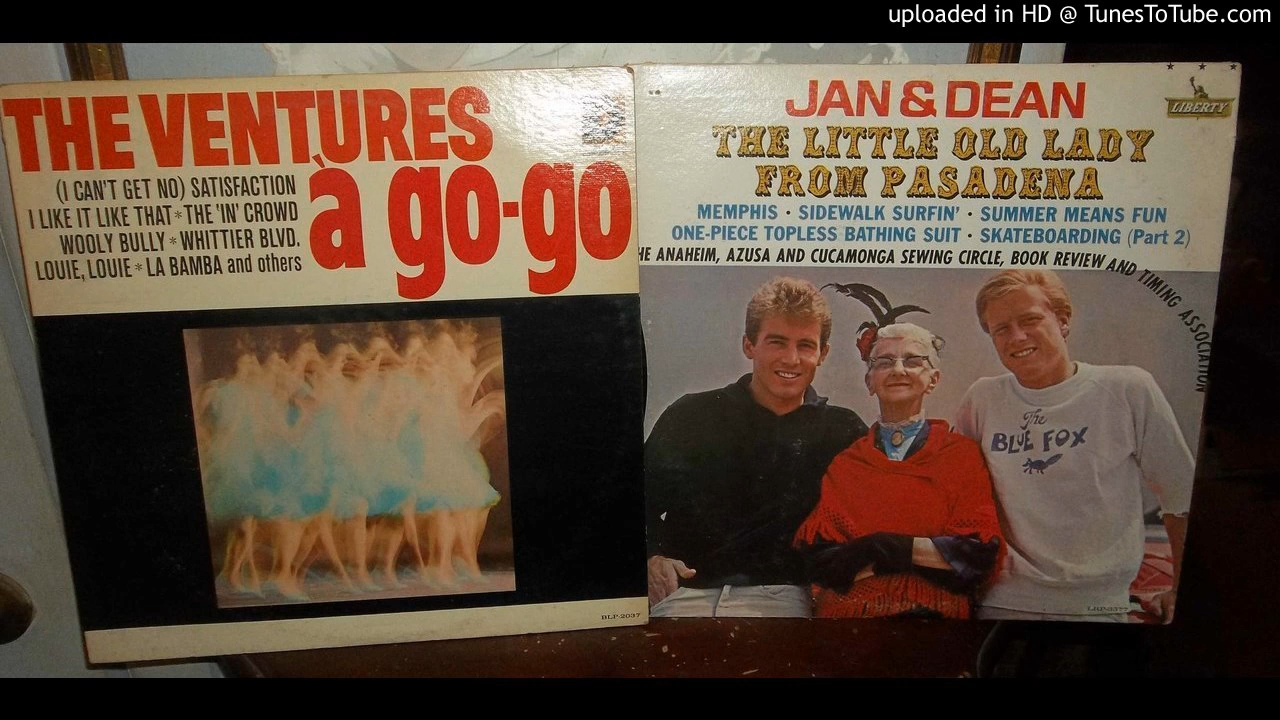 uploaded in HD @ TunesToTube.com
THE VENTURES
à go-go
(I CAN'T GET NO) SATISFACTION
I LIKE IT LIKE THAT * THE 'IN' CROWD
WOOLY BULLY * WHITTIER BLVD.
LOUIE, LOUIE * LA BAMBA and others
BLP-2037
JAN & DEAN
LIBERTY
THE LITTLE OLD LADY
FROM PASADENA
MEMPHIS · SIDEWALK SURFIN' · SUMMER MEANS FUN
ONE-PIECE TOPLESS BATHING SUIT · SKATEBOARDING (Part 2)
HE ANAHEIM, AZUSA AND CUCAMONGA SEWING CIRCLE, BOOK REVIEW AND TIMING ASSOCIATION
The
BLUE FOX